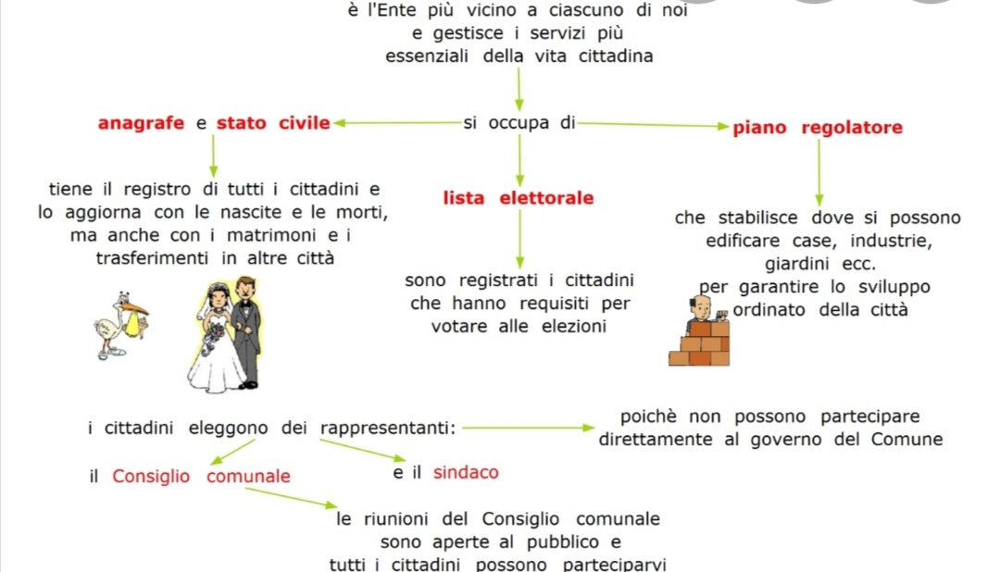 è l'Ente più vicino a ciascuno di noi
e gestisce i servizi più
essenziali della vita cittadina
anagrafe e stato civile
si occupa di
piano regolatore
tiene il registro di tutti i cittadini e
lo aggiorna con le nascite e le morti,
ma anche con i matrimoni e i
trasferimenti in altre città
lista elettorale
sono registrati i cittadini
che hanno requisiti per
votare alle elezioni
che stabilisce dove si possono
edificare case, industrie,
giardini ecc.
per garantire lo sviluppo
ordinato della città
i cittadini eleggono dei rappresentanti:
poichè non possono partecipare
direttamente al governo del Comune
il Consiglio comunale
e il sindaco
le riunioni del Consiglio comunale
sono aperte al pubblico e
tutti i cittadini possono parteciparvi